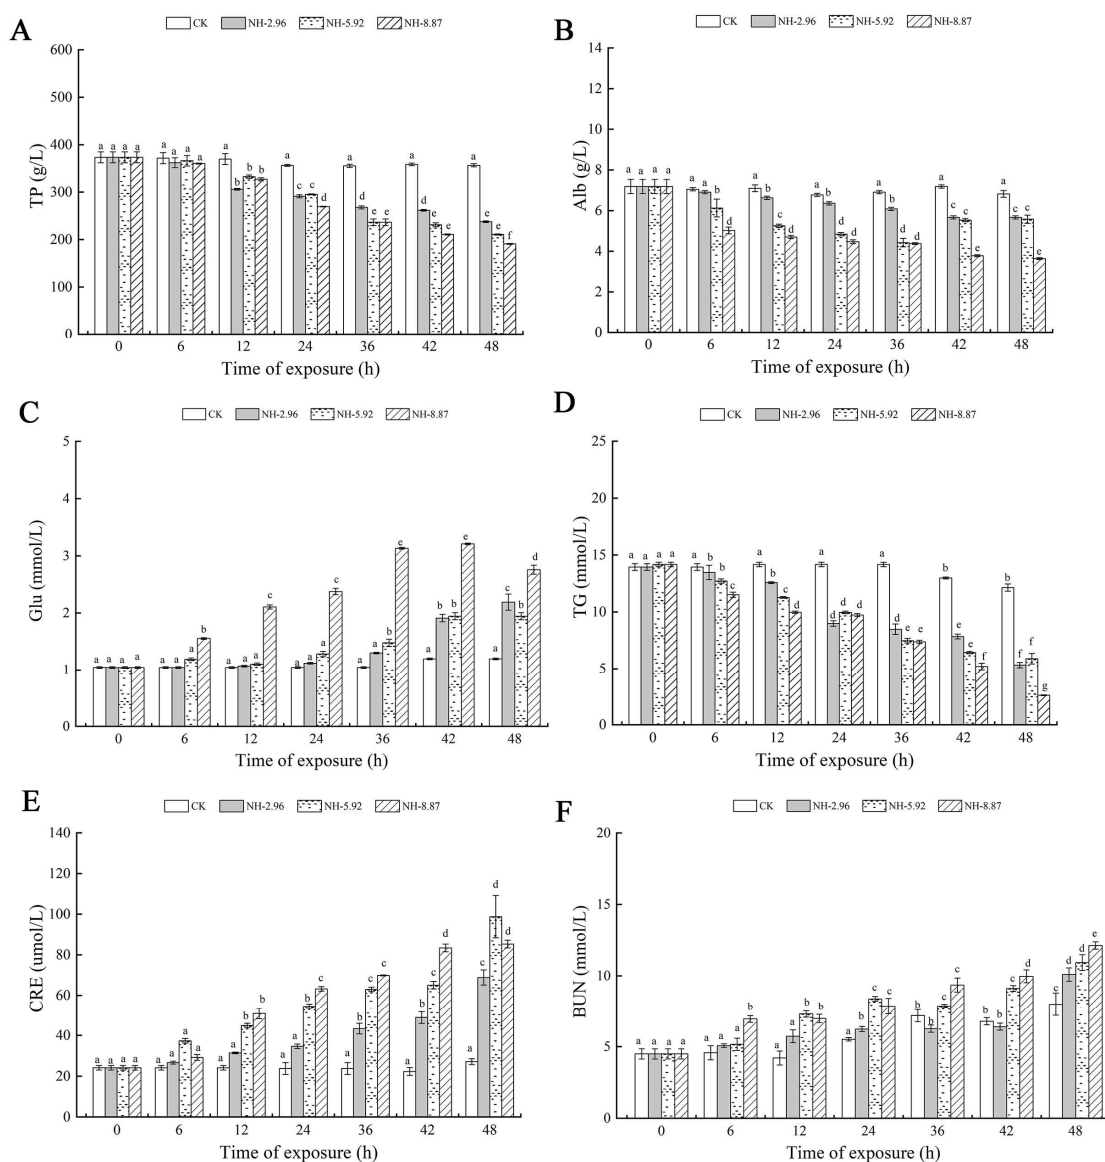 A
CK NH-2.96 NH-5.92 NH-8.87
600
500
400
300
200
100
0
TP (g/L)
a a a a a a a a a b b b a c c d a d e e a d e e a e e f
0 6 12 24 36 42 48
Time of exposure (h)
B
CK NH-2.96 NH-5.92 NH-8.87
14
12
10
8
6
4
2
0
Alb (g/L)
a a a a a a b d a b c d a b d d a b d d a c c d a c c e
0 6 12 24 36 42 48
Time of exposure (h)
C
CK NH-2.96 NH-5.92 NH-8.87
5
4
3
2
1
0
Glu (mmol/L)
a a a a a a a b a a a c a a a c a a a e a b b e a c b d
0 6 12 24 36 42 48
Time of exposure (h)
D
CK NH-2.96 NH-5.92 NH-8.87
25
20
15
10
5
0
TG (mmol/L)
a a a a a b b c a b c d a d d d a d e e b e e f b f f g
0 6 12 24 36 42 48
Time of exposure (h)
E
CK NH-2.96 NH-5.92 NH-8.87
140
120
100
80
60
40
20
0
CRE (umol/L)
a a a a a a a a a a b b a a b c a b c c a b c d a c d d
0 6 12 24 36 42 48
Time of exposure (h)
F
CK NH-2.96 NH-5.92 NH-8.87
20
15
10
5
0
BUN (mmol/L)
a a a a a a a b a a b b a b c c b b c c b b c d c d d e
0 6 12 24 36 42 48
Time of exposure (h)